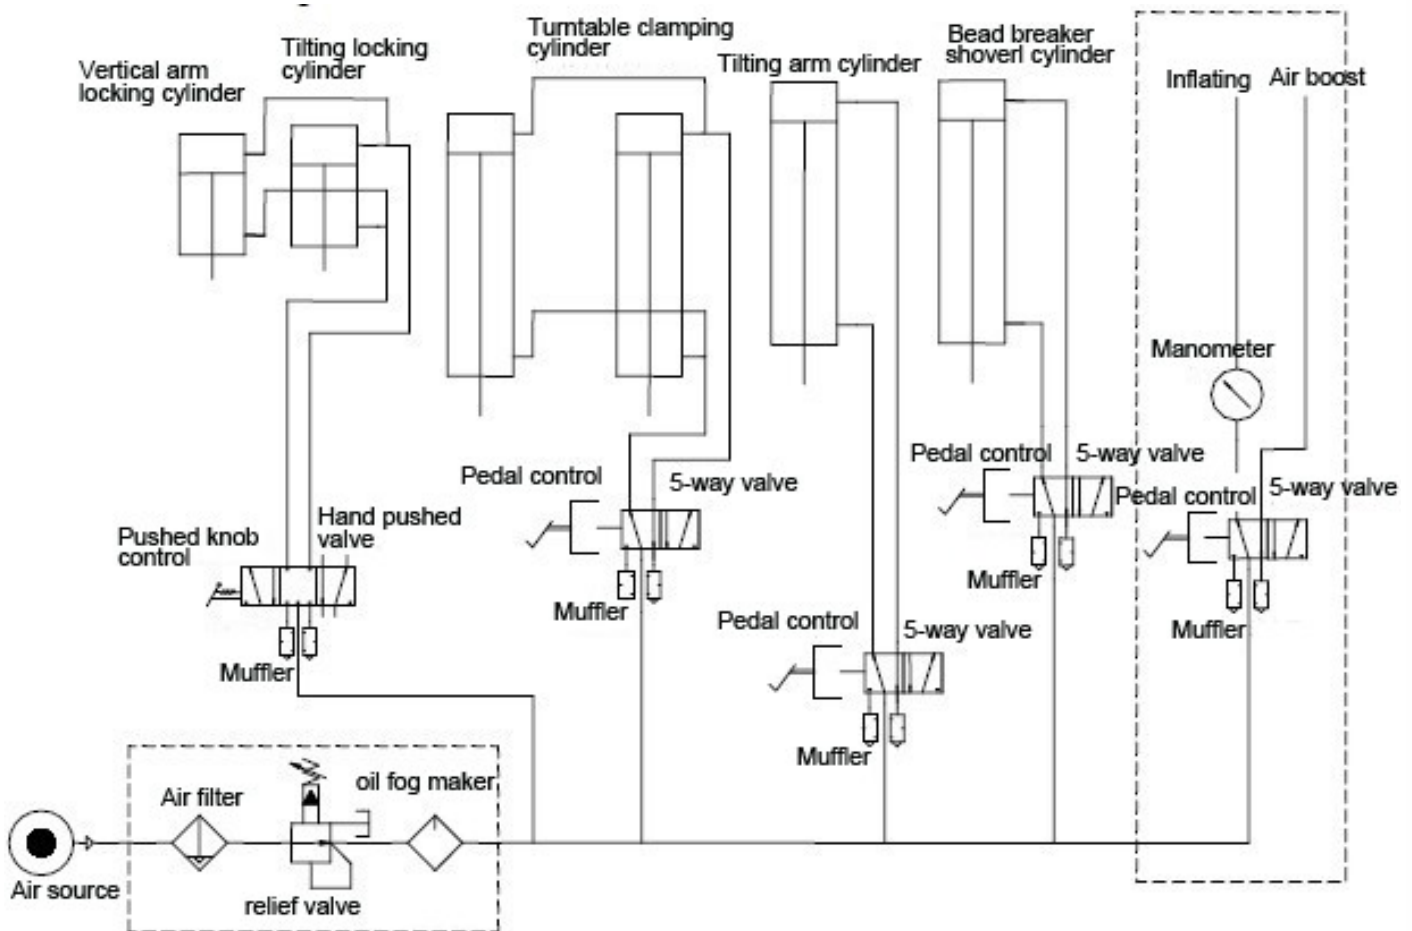 Vertical arm
locking cylinder
Tilting locking
cylinder
Turntable clamping
cylinder
Tilting arm cylinder
Bead breaker
shoverl cylinder
Inflating
Air boost
Manometer
Pedal control
5-way valve
Pedal control
5-way valve
Pedal control
5-way valve
Pushed knob
control
Hand pushed
valve
Muffler
Muffler
Muffler
Pedal control
5-way valve
Muffler
Muffler
Air filter
oil fog maker
Air source
relief valve